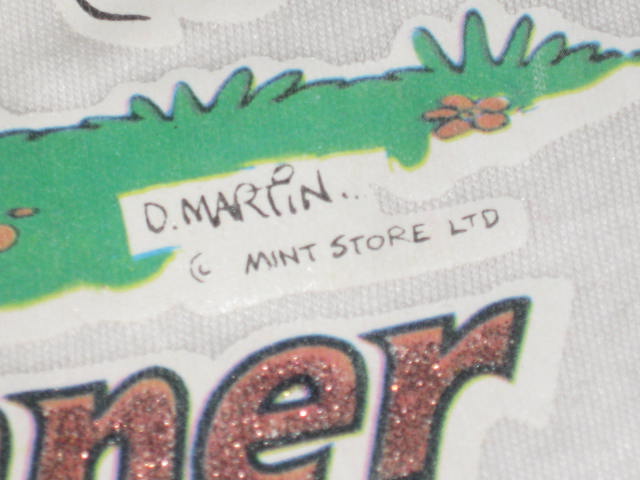 D. MARTIN..
© MINT STORE LTD
ner